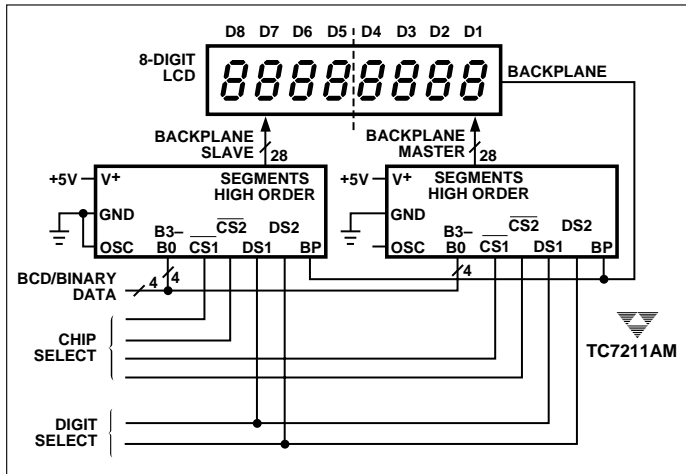 D8 D7 D6 D5 D4 D3 D2 D1
8-DIGIT
LCD
88888888
BACKPLANE
BACKPLANE
SLAVE
28
BACKPLANE
MASTER
28
+5V
V+
SEGMENTS
HIGH ORDER
GND
OSC
B3–
B0
CS1
CS2
DS1
DS2
BP
+5V
V+
SEGMENTS
HIGH ORDER
GND
OSC
B3–
B0
CS1
CS2
DS1
DS2
BP
BCD/BINARY
DATA
4
4
4
CHIP
SELECT
TC7211AM
DIGIT
SELECT